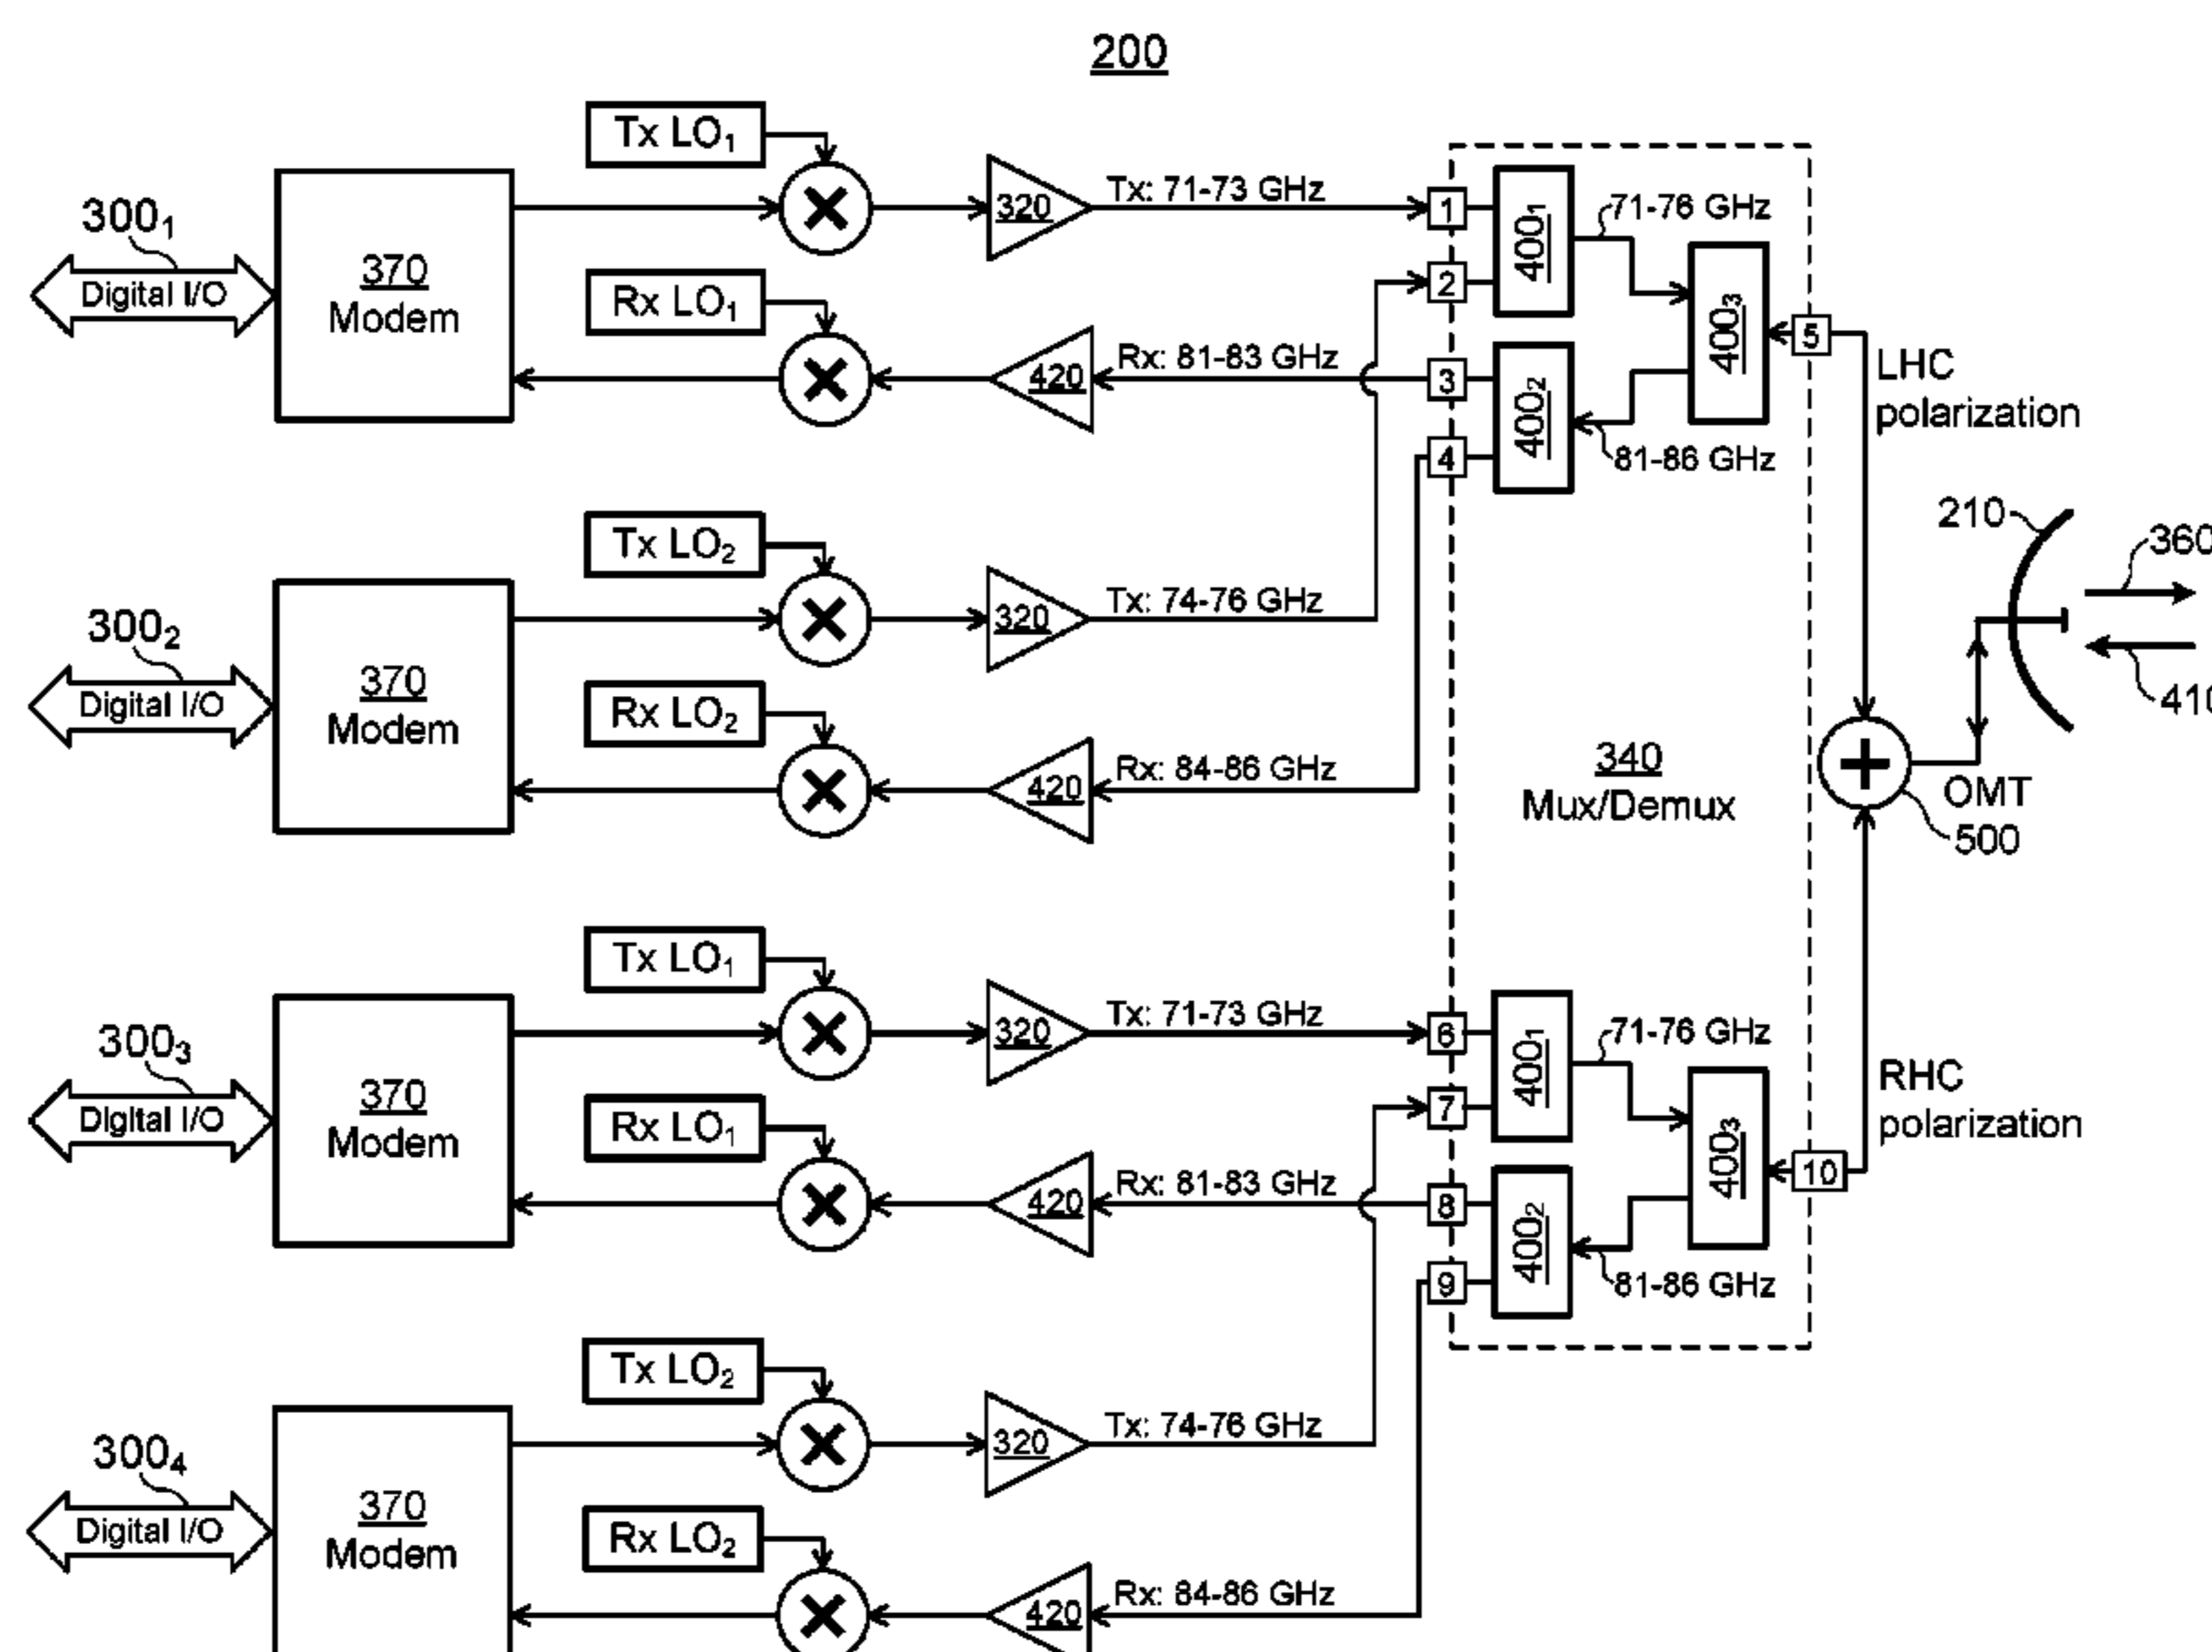 200
Tx LO₁
300₁
370
Modem
Digital I/O
320
Tx: 71-73 GHz
1
400₁
71-76 GHz
2
Rx LO₁
400₃
5
420
Rx: 81-83 GHz
3
400₂
LHC
polarization
4
81-86 GHz
Tx LO₂
300₂
370
Modem
Digital I/O
320
Tx: 74-76 GHz
210
360
410
Rx LO₂
420
Rx: 84-86 GHz
340
Mux/Demux
OMT
500
Tx LO₁
300₃
370
Modem
Digital I/O
320
Tx: 71-73 GHz
6
400₁
71-76 GHz
7
RHC
polarization
Rx LO₁
400₃
10
420
Rx: 81-83 GHz
8
400₂
9
81-86 GHz
Tx LO₂
300₄
370
Modem
Digital I/O
320
Tx: 74-76 GHz
Rx LO₂
420
Rx: 84-86 GHz